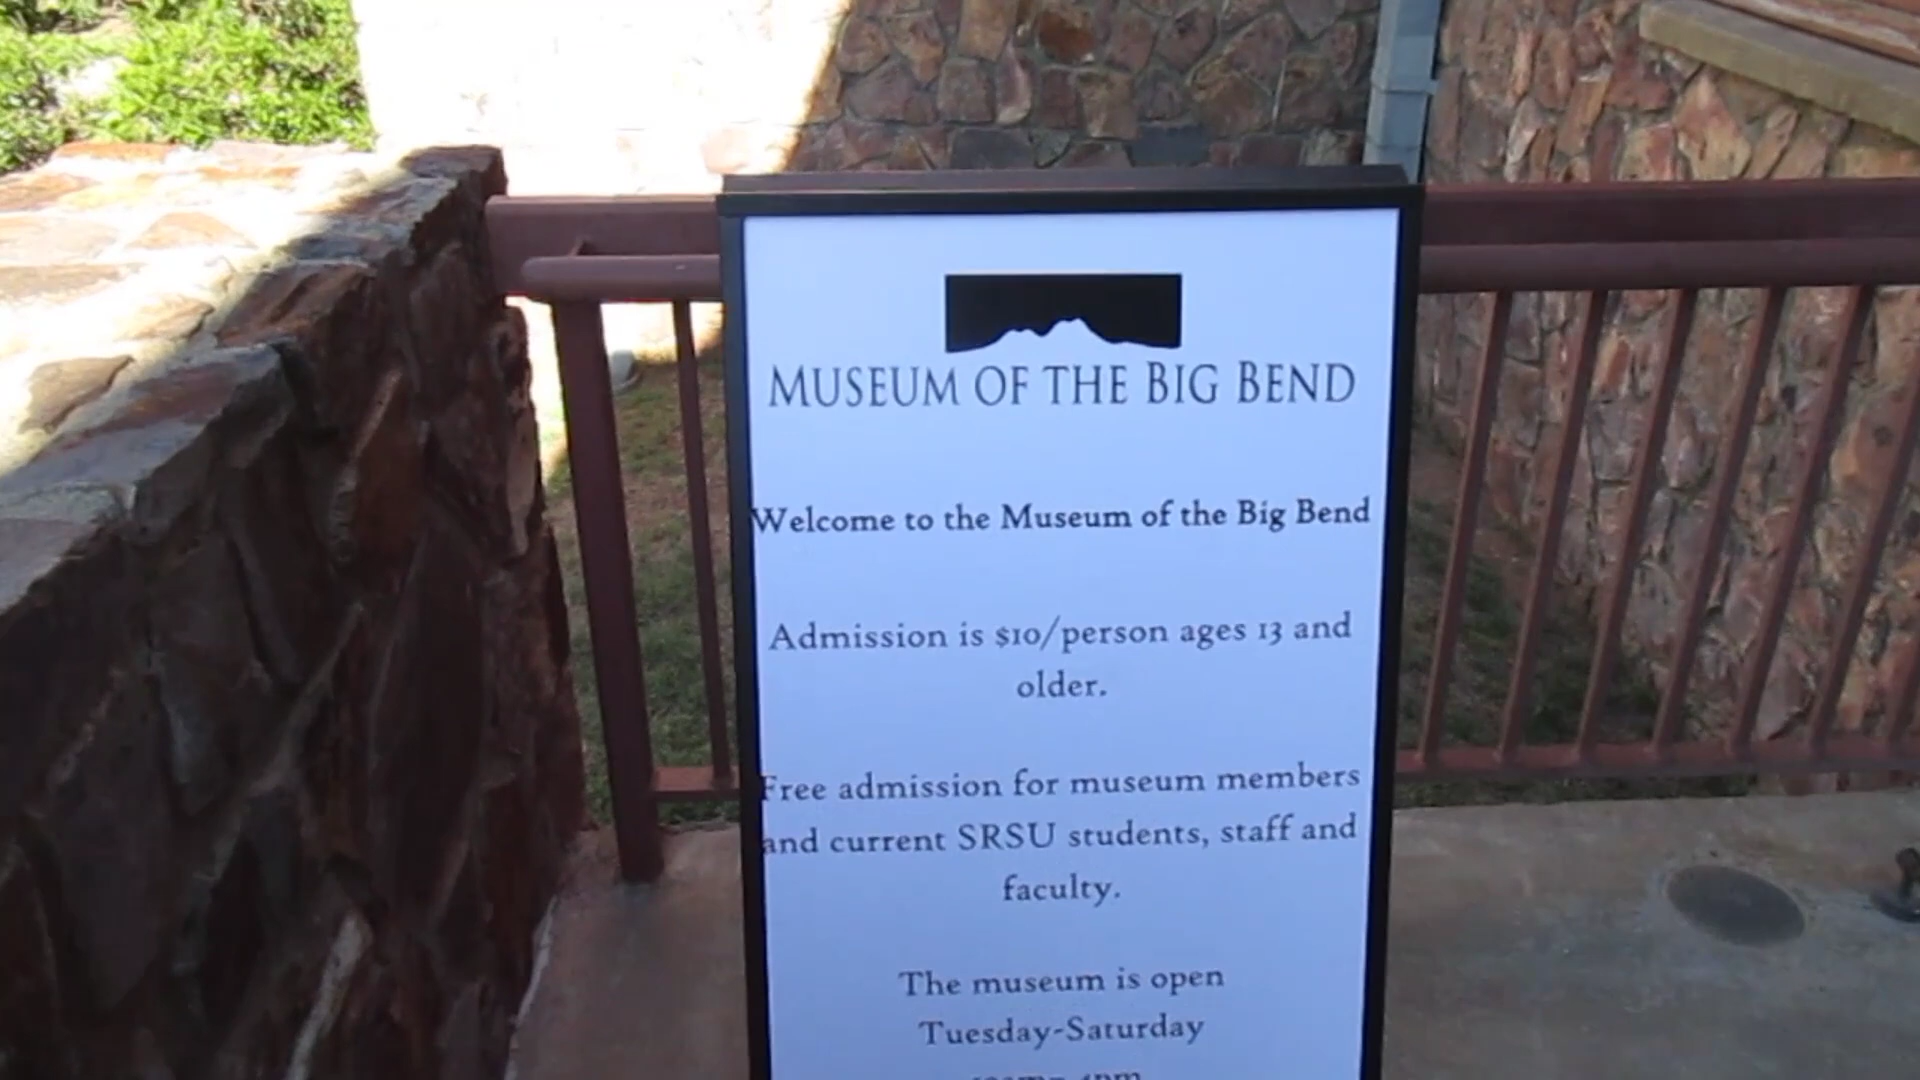 MUSEUM OF THE BIG BEND
Welcome to the Museum of the Big Bend
Admission is $10/person ages 13 and
older.
Free admission for museum members
and current SRSU students, staff and
faculty.
The museum is open
Tuesday-Saturday